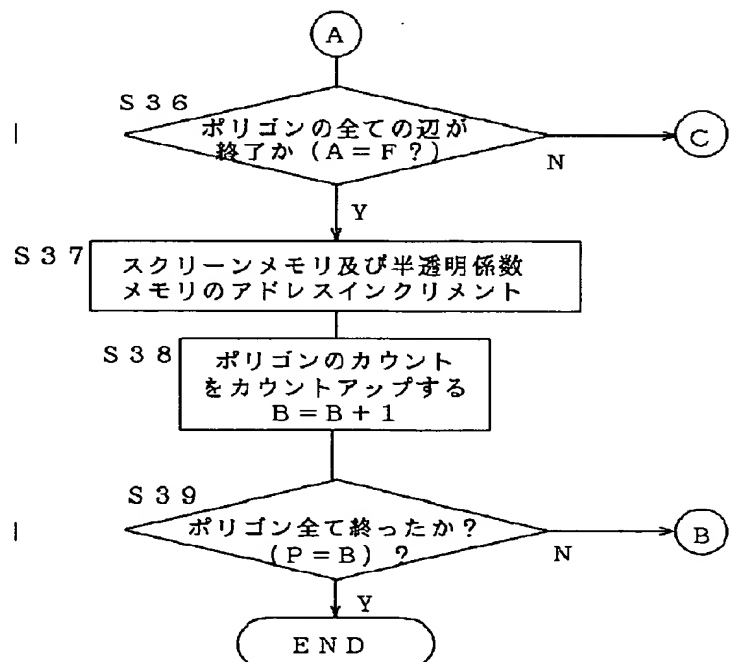 A
S36
ポリゴンの全ての辺が
終了か(A=F?)
N
C
Y
S37
スクリーンメモリ及び半透明係数
メモリのアドレスインクリメント
S38
ポリゴンのカウント
をカウントアップする
B=B+1
S39
ポリゴン全て終ったか?
(P=B)?
N
B
Y
END